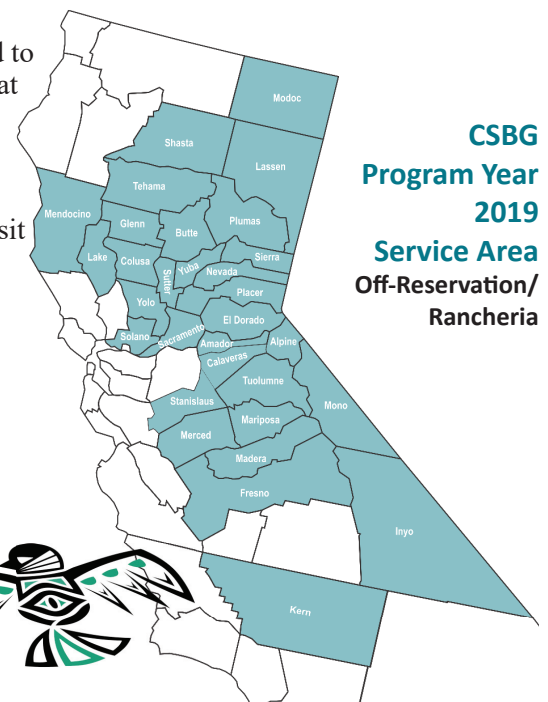 d to
at
sit
CSBG
Program Year
2019
Service Area
Off-Reservation/
Rancheria
Modoc
Shasta
Lassen
Tehama
Plumas
Mendocino
Glenn
Butte
Sierra
Lake
Colusa
Sutter
Yuba
Nevada
Placer
Yolo
El Dorado
Solano
Sacramento
Amador
Alpine
Calaveras
Tuolumne
Mono
Stanislaus
Mariposa
Merced
Madera
Fresno
Inyo
Kern